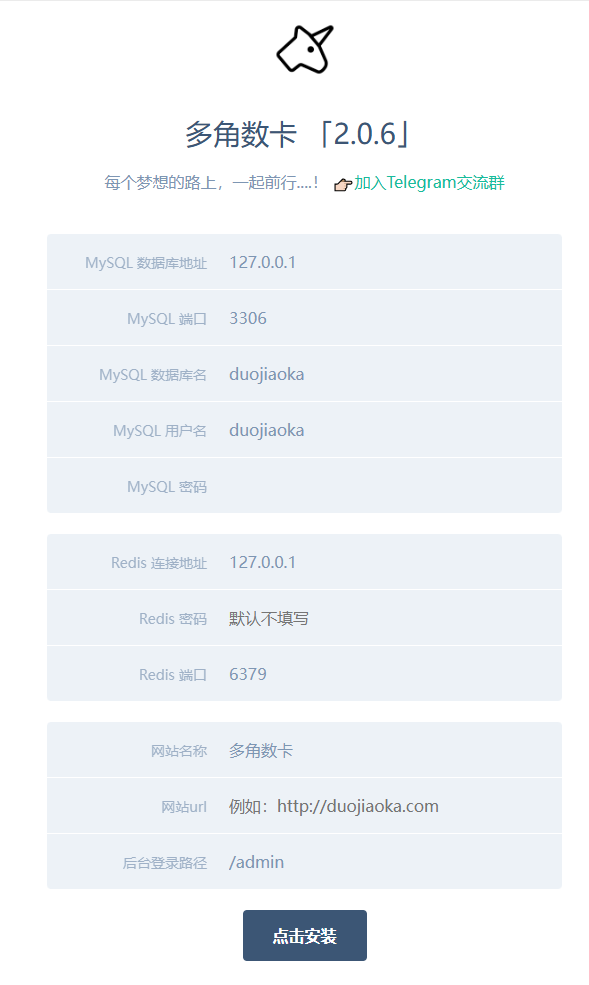 多角数卡 「2.0.6」
每个梦想的路上，一起前行....！ 👉加入Telegram交流群
MySQL 数据库地址 127.0.0.1
MySQL 端口 3306
MySQL 数据库名 duojiaoka
MySQL 用户名 duojiaoka
MySQL 密码
Redis 连接地址 127.0.0.1
Redis 密码 默认不填写
Redis 端口 6379
网站名称 多角数卡
网站url 例如：http://duojiaoka.com
后台登录路径 /admin
点击安装